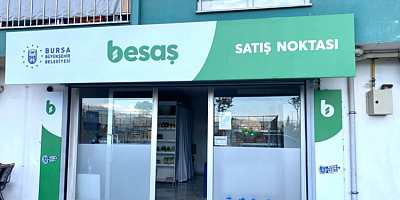 BURSA
BÜYÜKŞEHİR
BELEDİYESİ
besaş
SATIŞ NOKTASI
b
b